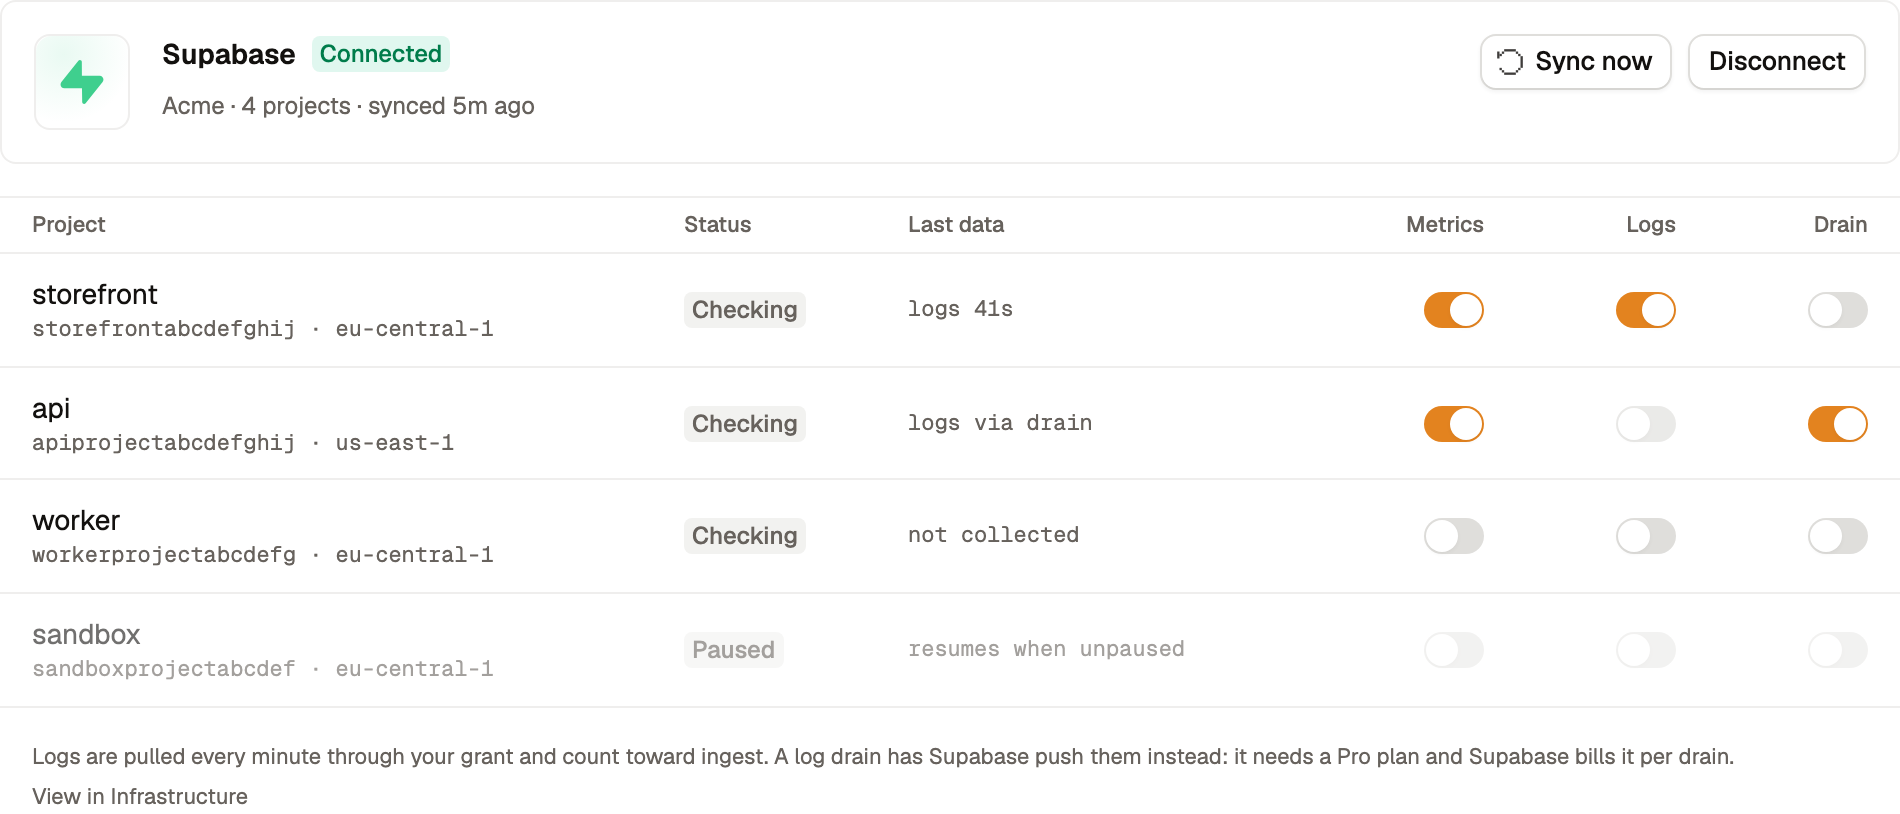 Supabase Connected
Acme · 4 projects · synced 5m ago
Sync now
Disconnect
Project Status Last data Metrics Logs Drain
storefront
storefrontabcdefghij · eu-central-1
Checking
logs 41s
api
apiprojectabcdefghij · us-east-1
Checking
logs via drain
worker
workerprojectabcdefg · eu-central-1
Checking
not collected
sandbox
sandboxprojectabcdef · eu-central-1
Paused
resumes when unpaused
Logs are pulled every minute through your grant and count toward ingest. A log drain has Supabase push them instead: it needs a Pro plan and Supabase bills it per drain.
View in Infrastructure